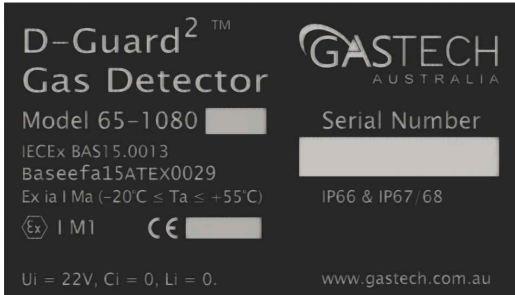 D-Guard² ™
Gas Detector
GASTECH
AUSTRALIA
Model 65-1080
Serial Number
IECEx BAS15.0013
Baseefa15ATEX0029
Ex ia I Ma (-20°C ≤ Ta ≤ +55°C)
IP66 & IP67/68
Ex I M1 CE
Ui = 22V, Ci = 0, Li = 0.
www.gastech.com.au